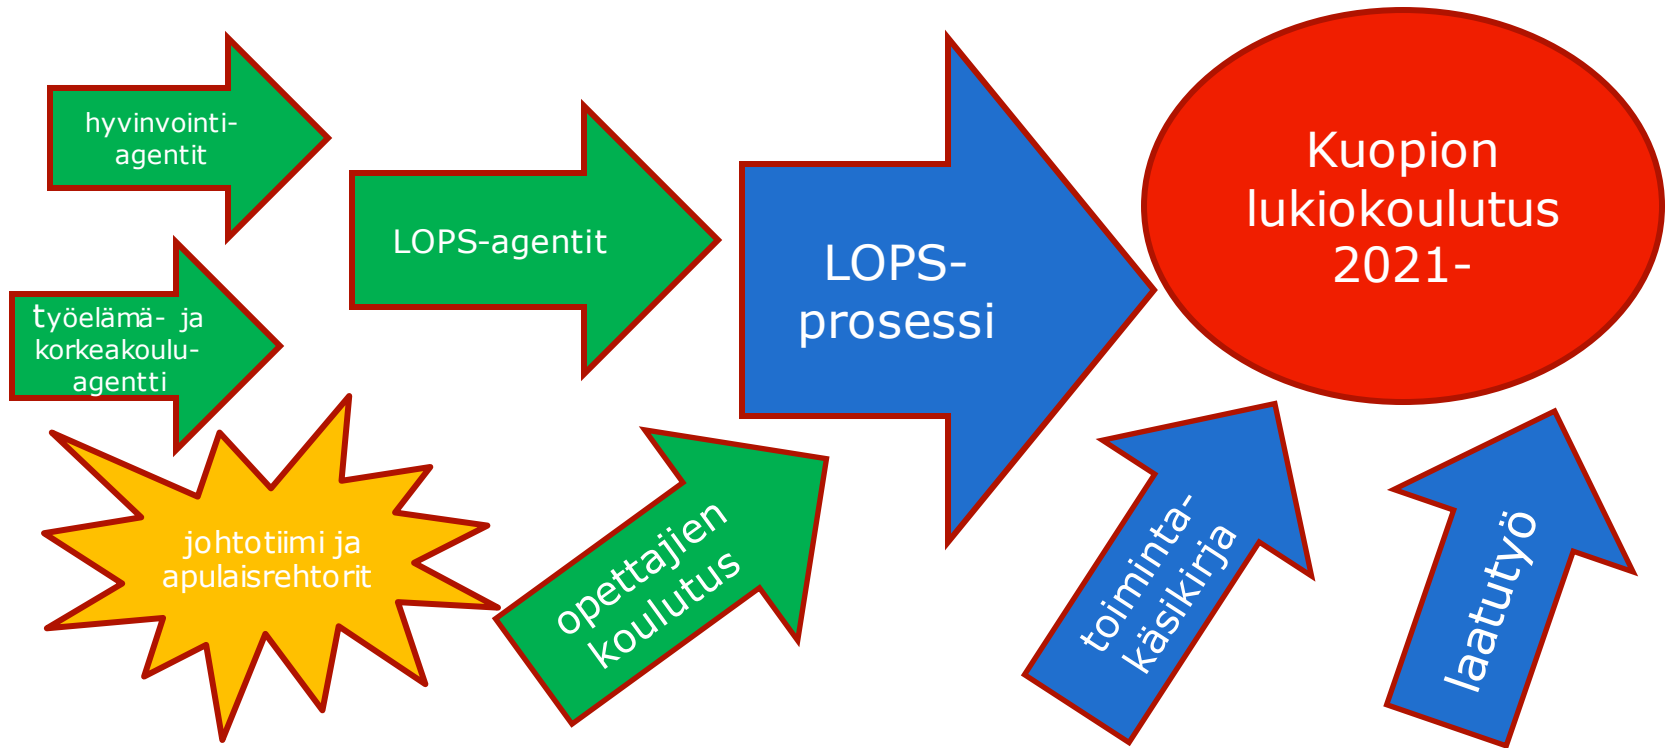 hyvinvointi-
agentit
työelämä- ja
korkeakoulu-
agentti
LOPS-agentit
LOPS-
prosessi
Kuopion
lukiokoulutus
2021-
johtotiimi ja
apulaisrehtorit
opettajien
koulutus
toiminta-
käsikirja
laatutyö